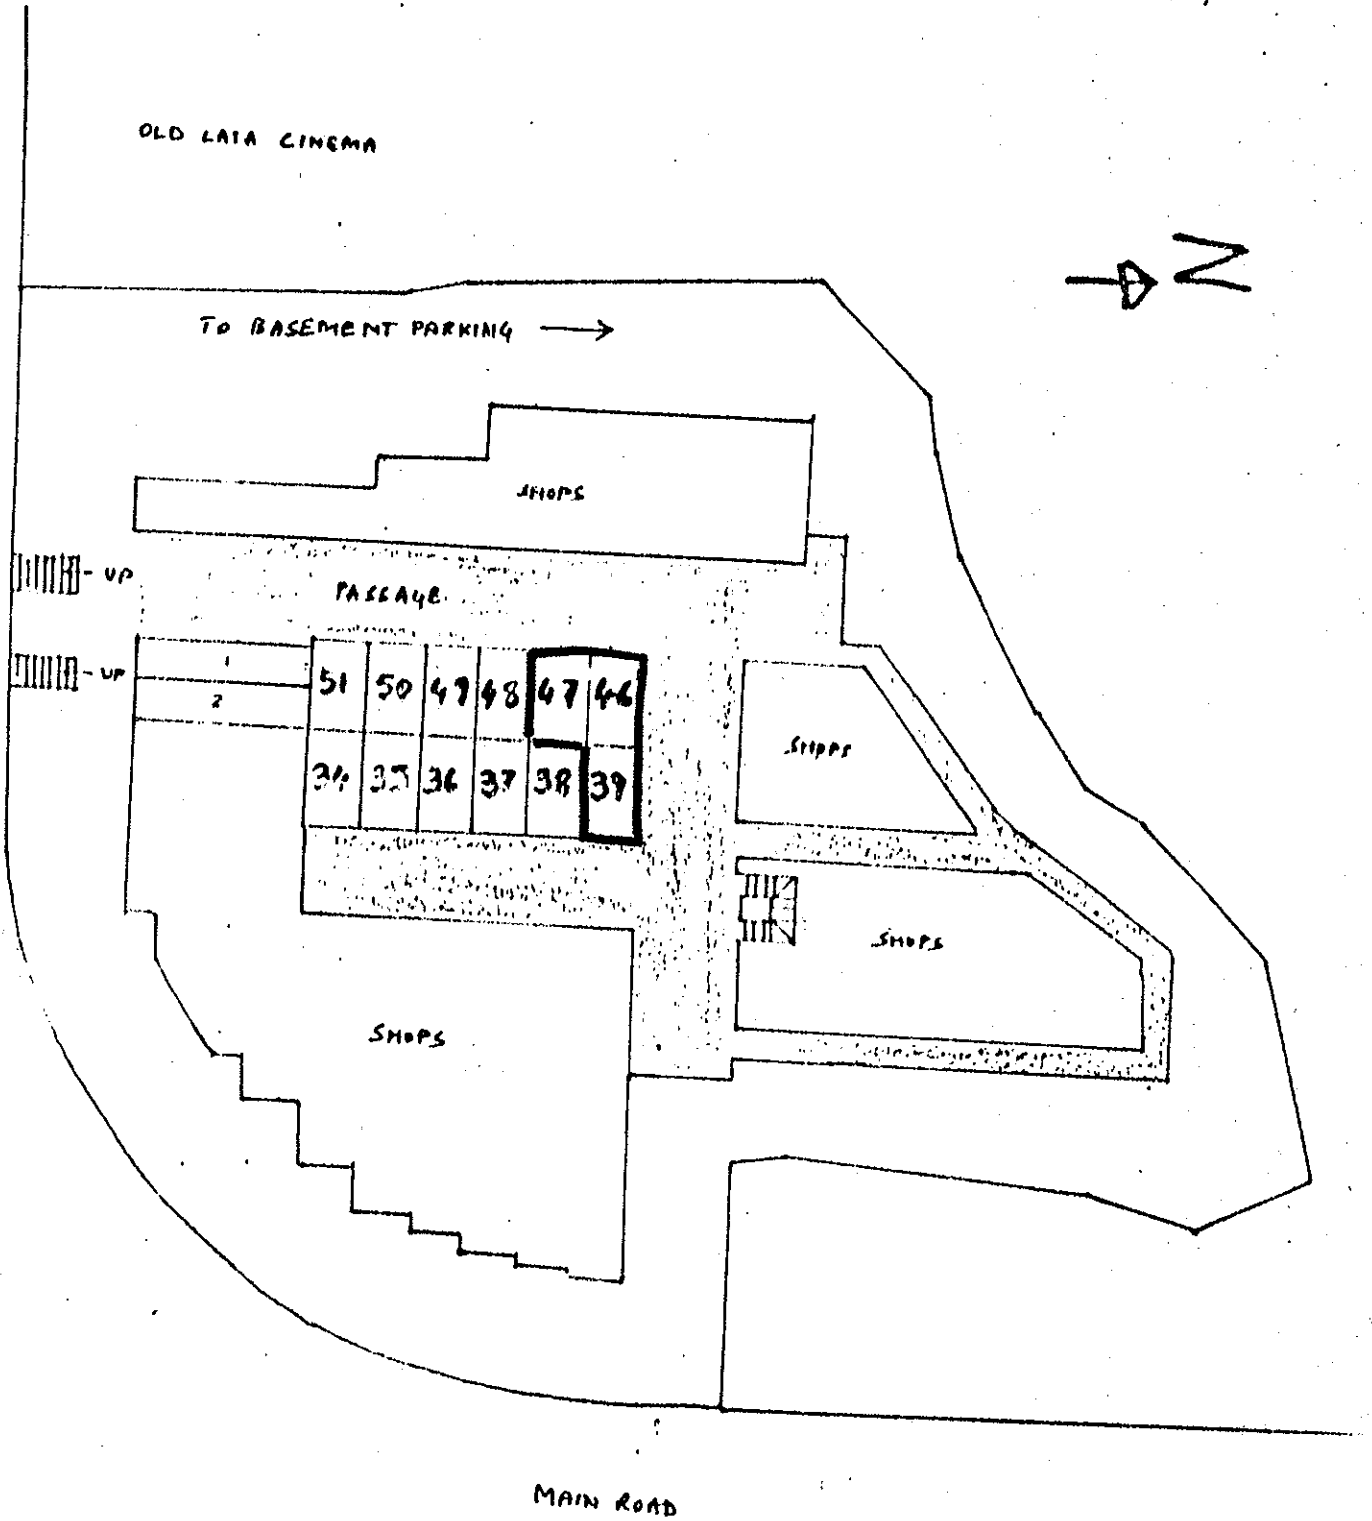 OLD LATA CINEMA
N
TO BASEMENT PARKING
SHOPS
UP
PASSAGE
UP
1
2
51 50 49 48 47 46
34 35 36 37 38 39
SHOPS
SHOPS
SHOPS
MAIN ROAD